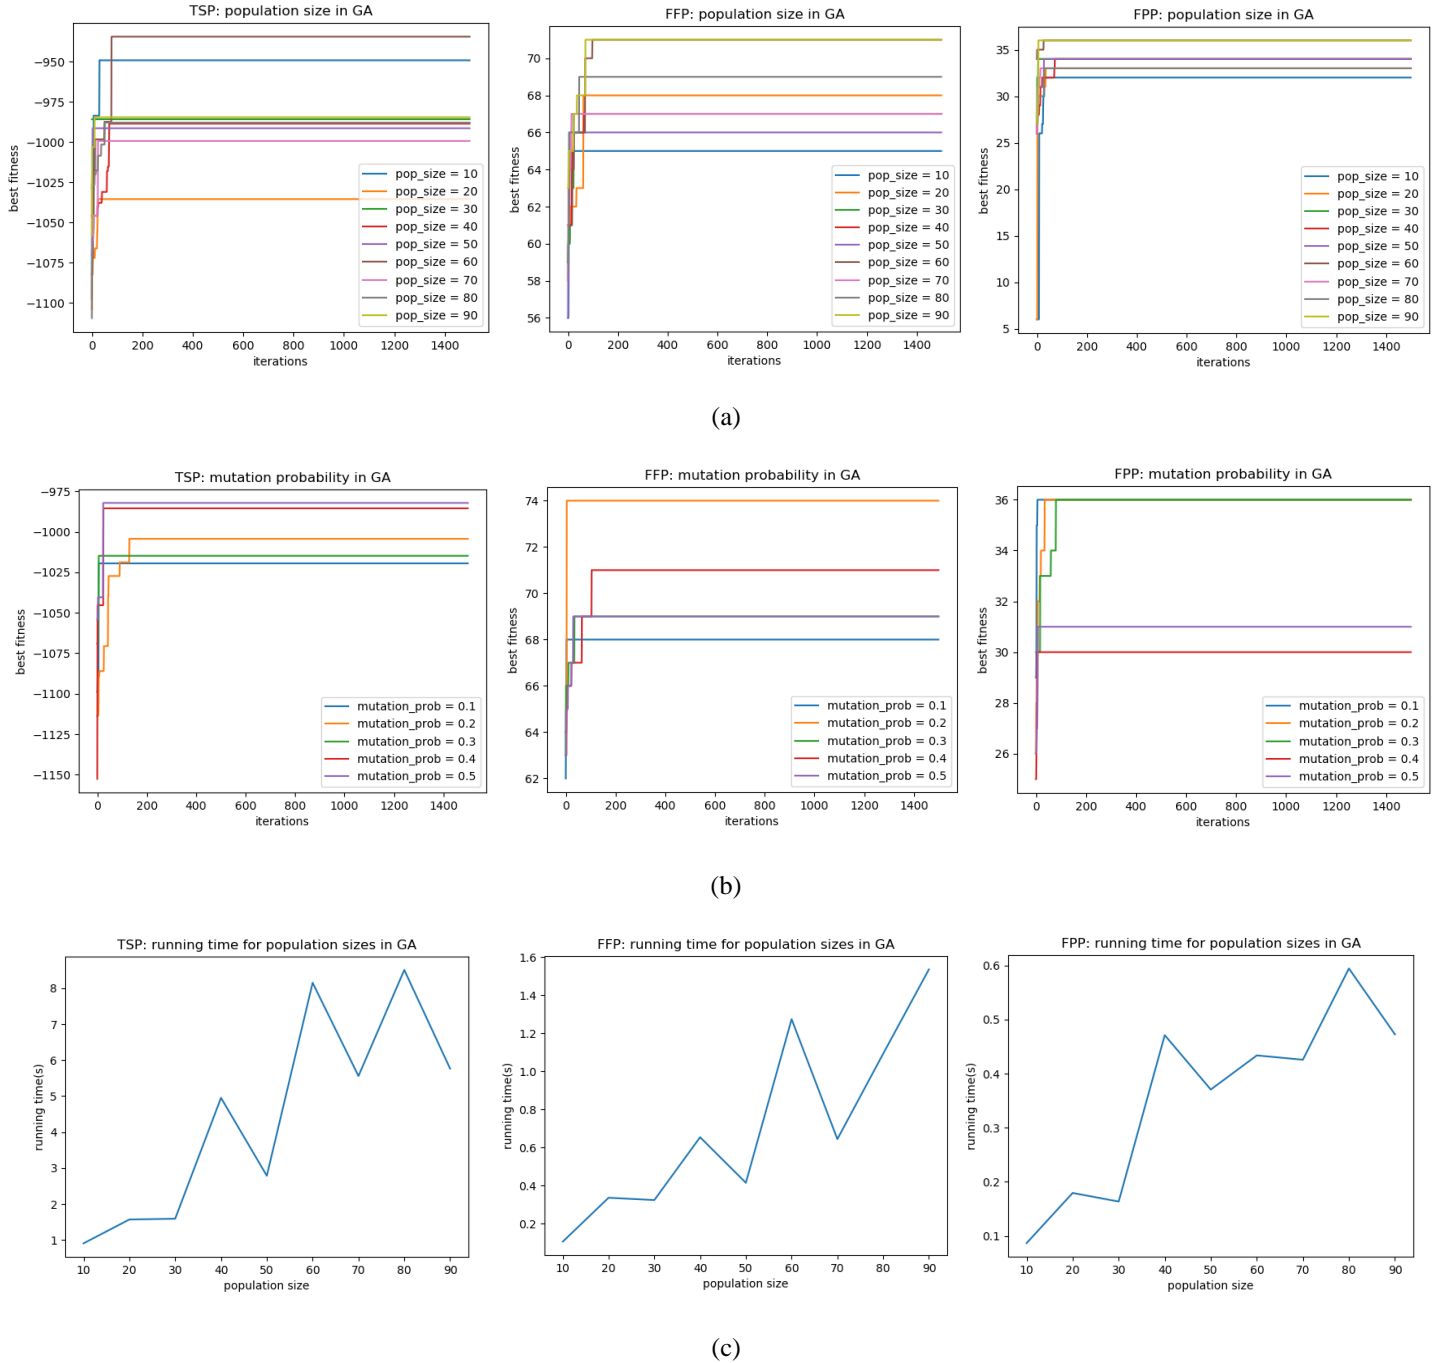 TSP: population size in GA
best fitness
−950
−975
−1000
−1025
−1050
−1075
−1100
pop_size = 10
pop_size = 20
pop_size = 30
pop_size = 40
pop_size = 50
pop_size = 60
pop_size = 70
pop_size = 80
pop_size = 90
0 200 400 600 800 1000 1200 1400
iterations
FFP: population size in GA
best fitness
70
68
66
64
62
60
58
56
pop_size = 10
pop_size = 20
pop_size = 30
pop_size = 40
pop_size = 50
pop_size = 60
pop_size = 70
pop_size = 80
pop_size = 90
0 200 400 600 800 1000 1200 1400
iterations
FPP: population size in GA
best fitness
35
30
25
20
15
10
5
pop_size = 10
pop_size = 20
pop_size = 30
pop_size = 40
pop_size = 50
pop_size = 60
pop_size = 70
pop_size = 80
pop_size = 90
0 200 400 600 800 1000 1200 1400
iterations
(a)
TSP: mutation probability in GA
best fitness
−975
−1000
−1025
−1050
−1075
−1100
−1125
−1150
mutation_prob = 0.1
mutation_prob = 0.2
mutation_prob = 0.3
mutation_prob = 0.4
mutation_prob = 0.5
0 200 400 600 800 1000 1200 1400
iterations
FFP: mutation probability in GA
best fitness
74
72
70
68
66
64
62
mutation_prob = 0.1
mutation_prob = 0.2
mutation_prob = 0.3
mutation_prob = 0.4
mutation_prob = 0.5
0 200 400 600 800 1000 1200 1400
iterations
FPP: mutation probability in GA
best fitness
36
34
32
30
28
26
mutation_prob = 0.1
mutation_prob = 0.2
mutation_prob = 0.3
mutation_prob = 0.4
mutation_prob = 0.5
0 200 400 600 800 1000 1200 1400
iterations
(b)
TSP: running time for population sizes in GA
running time(s)
8
7
6
5
4
3
2
1
10 20 30 40 50 60 70 80 90
population size
FFP: running time for population sizes in GA
running time(s)
1.6
1.4
1.2
1.0
0.8
0.6
0.4
0.2
10 20 30 40 50 60 70 80 90
population size
FPP: running time for population sizes in GA
running time(s)
0.6
0.5
0.4
0.3
0.2
0.1
10 20 30 40 50 60 70 80 90
population size
(c)